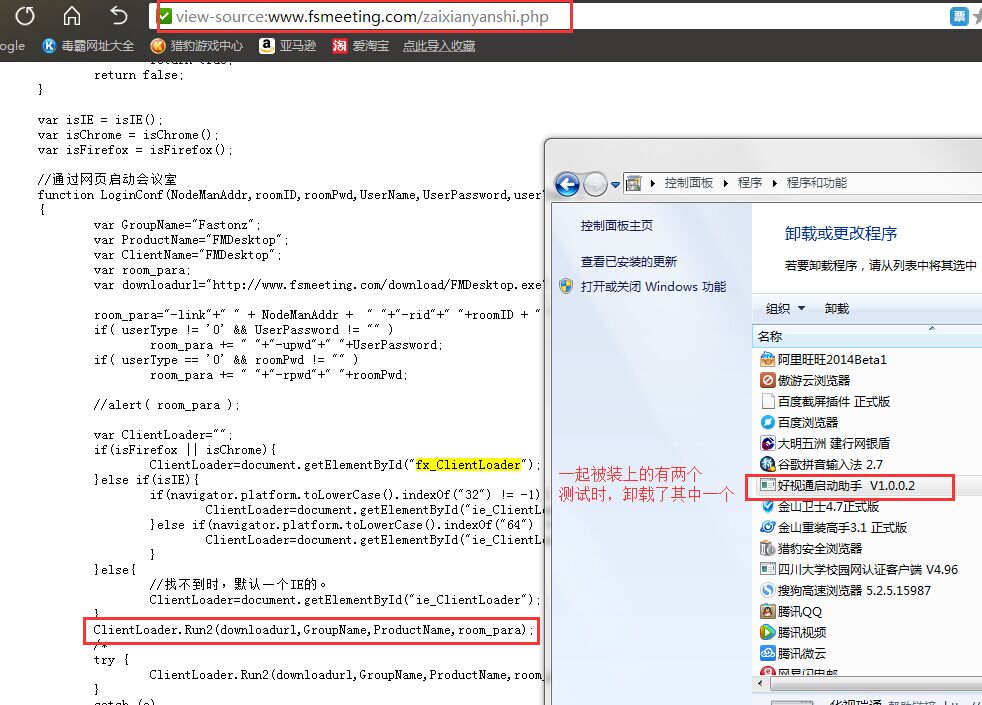 view-source:www.fsmeeting.com/zaixianyanshi.php
票
ogle 毒霸网址大全 猎豹游戏中心 亚马逊 淘 爱淘宝 点此导入收藏
return true;
return false;
}
var isIE = isIE();
var isChrome = isChrome();
var isFirefox = isFirefox();
//通过网页启动会议室
function LoginConf(NodeManAddr,roomID,roomPwd,UserName,UserPassword,user
{
var GroupName="Fastonz";
var ProductName="FMDesktop";
var ClientName="FMDesktop";
var room_para;
var downloadurl="http://www.fsmeeting.com/download/FMDesktop.exe
room_para="-link"+" " + NodeManAddr + " "+"-rid"+" "+roomID + "
if( userType != '0' && UserPassword != "" )
room_para += " "+"-upwd"+" "+UserPassword;
if( userType == '0' && roomPwd != "" )
room_para += " "+"-rpwd"+" "+roomPwd;
//alert( room_para );
var ClientLoader="";
if(isFirefox || isChrome){
ClientLoader=document.getElementById("fx_ClientLoader");
}else if(isIE){
if(navigator.platform.toLowerCase().indexOf("32") != -1)
ClientLoader=document.getElementById("ie_ClientL
}else if(navigator.platform.toLowerCase().indexOf("64")
ClientLoader=document.getElementById("ie_ClientL
}
}else{
//找不到时，默认一个IE的。
ClientLoader=document.getElementById("ie_ClientLoader");
}
ClientLoader.Run2(downloadurl,GroupName,ProductName,room_para);
/*
try {
ClientLoader.Run2(downloadurl,GroupName,ProductName,room_
}
catch (e)
控制面板 程序 程序和功能
控制面板主页
查看已安装的更新
打开或关闭 Windows 功能
卸载或更改程序
若要卸载程序，请从列表中将其选中
组织 卸载
名称
阿里旺旺2014Beta1
傲游云浏览器
百度截屏插件 正式版
百度浏览器
大明五洲 建行网银盾
谷歌拼音输入法 2.7
好视通启动助手 V1.0.0.2
金山卫士4.7正式版
金山重装高手3.1 正式版
猎豹安全浏览器
四川大学校园网认证客户端 V4.96
搜狗高速浏览器 5.2.5.15987
腾讯QQ
腾讯视频
腾讯微云
网易闪电邮
一起被装上的有两个
测试时，卸载了其中一个
华视瑞通 帮助链接